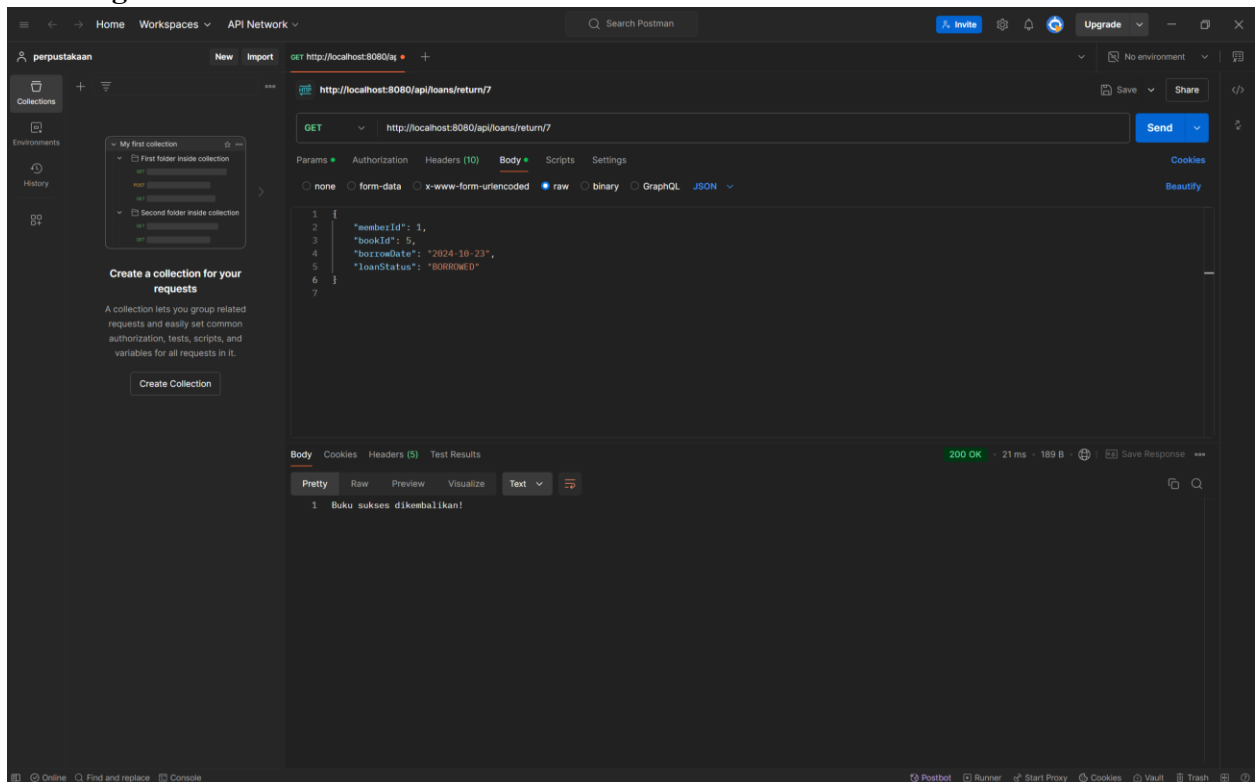 Home Workspaces API Network Search Postman Invite Upgrade
perpustakaan New Import GET http://localhost:8080/ap No environment
Collections
Environments
History
My first collection
First folder inside collection
GET
POST
GET
Second folder inside collection
GET
GET
Create a collection for your
requests
A collection lets you group related
requests and easily set common
authorization, tests, scripts, and
variables for all requests in it.
Create Collection
HTTP http://localhost:8080/api/loans/return/7 Save Share
GET http://localhost:8080/api/loans/return/7 Send
Params Authorization Headers (10) Body Scripts Settings Cookies
none form-data x-www-form-urlencoded raw binary GraphQL JSON Beautify
1 {
2 "memberId": 1,
3 "bookId": 5,
4 "borrowDate": "2024-10-23",
5 "loanStatus": "BORROWED"
6 }
7
Body Cookies Headers (5) Test Results 200 OK 21 ms 189 B Save Response
Pretty Raw Preview Visualize Text
1 Buku sukses dikembalikan!
Online Find and replace Console Postbot Runner Start Proxy Cookies Vault Trash